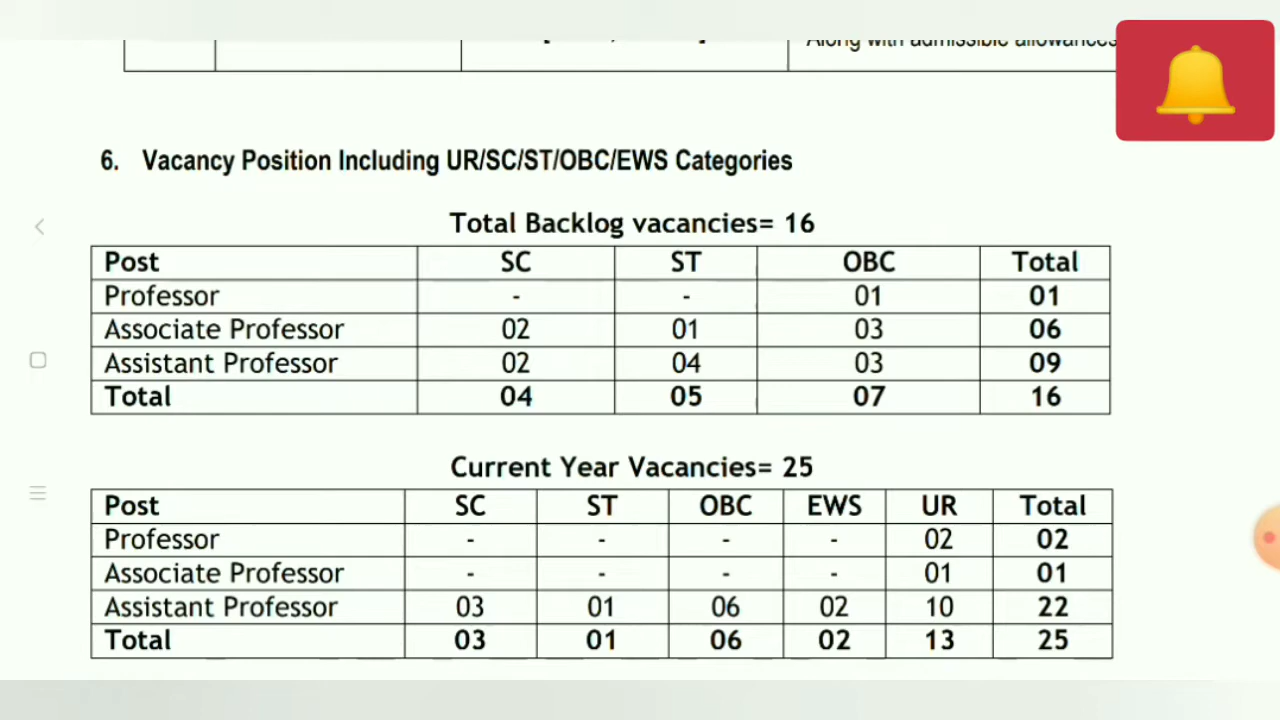 Along with admissible allowances
6. Vacancy Position Including UR/SC/ST/OBC/EWS Categories
Total Backlog vacancies= 16
Post SC ST OBC Total
Professor - - 01 01
Associate Professor 02 01 03 06
Assistant Professor 02 04 03 09
Total 04 05 07 16
Current Year Vacancies= 25
Post SC ST OBC EWS UR Total
Professor - - - - 02 02
Associate Professor - - - - 01 01
Assistant Professor 03 01 06 02 10 22
Total 03 01 06 02 13 25